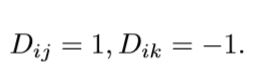 $D_{ij} = 1, D_{ik} = -1.$